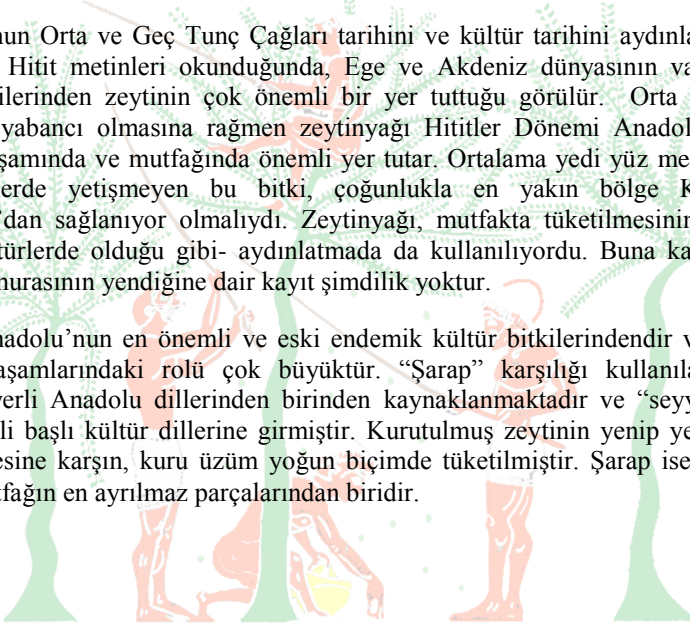 nun Orta ve Geç Tunç Çağları tarihini ve kültür tarihini aydınla
Hitit metinleri okunduğunda, Ege ve Akdeniz dünyasının va
ilerinden zeytinin çok önemli bir yer tuttuğu görülür. Orta
yabancı olmasına rağmen zeytinyağı Hititler Dönemi Anadol
şamında ve mutfağında önemli yer tutar. Ortalama yedi yüz me
erde yetişmeyen bu bitki, çoğunlukla en yakın bölge K
'dan sağlanıyor olmalıydı. Zeytinyağı, mutfakta tüketilmesinin
türlerde olduğu gibi- aydınlatmada da kullanılıyordu. Buna ka
murasının yendiğine dair kayıt şimdilik yoktur.
nadolu'nun en önemli ve eski endemik kültür bitkilerindendir v
aşamlarındaki rolü çok büyüktür. "Şarap" karşılığı kullanıla
yerli Anadolu dillerinden birinden kaynaklanmaktadır ve "seyy
li başlı kültür dillerine girmiştir. Kurutulmuş zeytinin yenip ye
esine karşın, kuru üzüm yoğun biçimde tüketilmiştir. Şarap ise
tfağın en ayrılmaz parçalarından biridir.